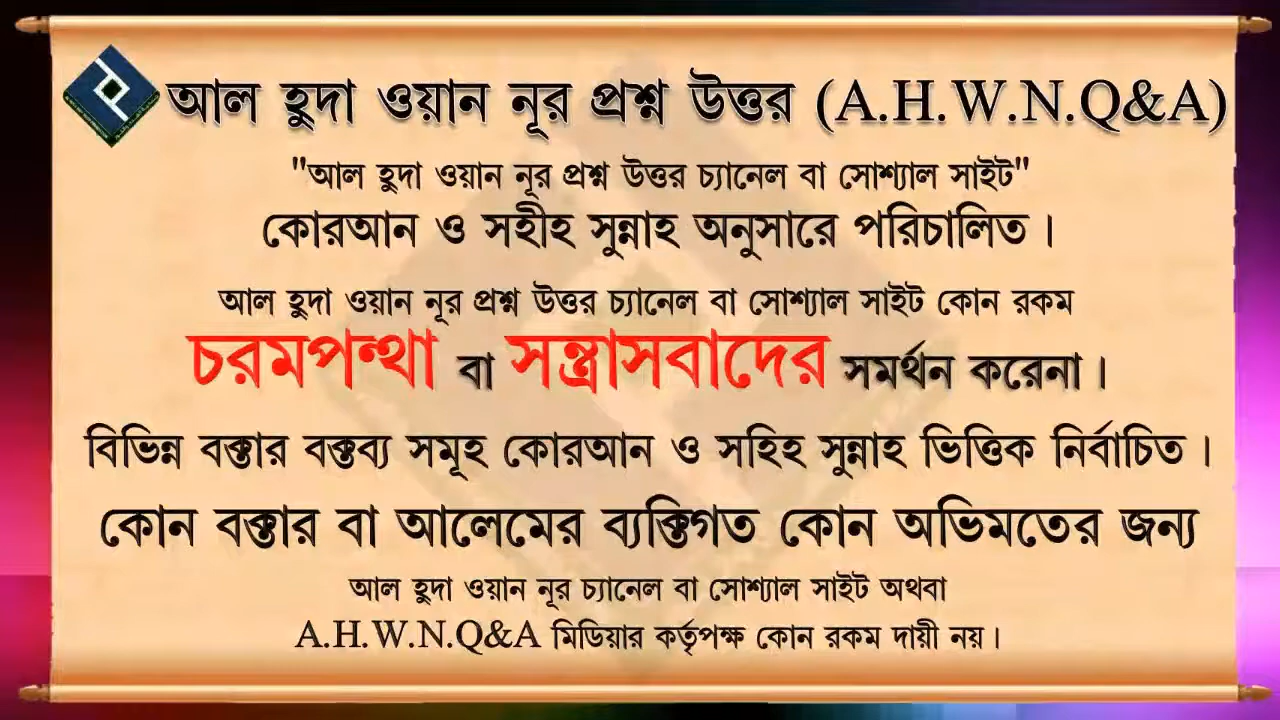 আল হুদা ওয়ান নূর প্রশ্ন উত্তর (A.H.W.N.Q&A)
"আল হুদা ওয়ান নূর প্রশ্ন উত্তর চ্যানেল বা সোশ্যাল সাইট"
কোরআন ও সহীহ সুন্নাহ অনুসারে পরিচালিত।
আল হুদা ওয়ান নূর প্রশ্ন উত্তর চ্যানেল বা সোশ্যাল সাইট কোন রকম
চরমপন্থা বা সন্ত্রাসবাদের সমর্থন করেনা।
বিভিন্ন বক্তার বক্তব্য সমূহ কোরআন ও সহিহ সুন্নাহ ভিত্তিক নির্বাচিত।
কোন বক্তার বা আলেমের ব্যক্তিগত কোন অভিমতের জন্য
আল হুদা ওয়ান নূর চ্যানেল বা সোশ্যাল সাইট অথবা
A.H.W.N.Q&A মিডিয়ার কর্তৃপক্ষ কোন রকম দায়ী নয়।